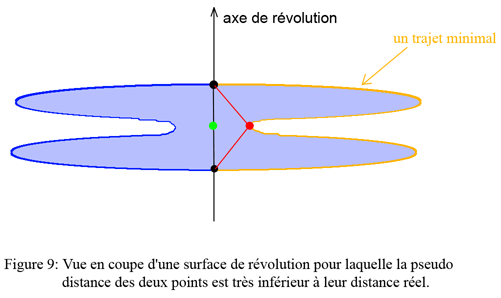 axe de révolution
un trajet minimal
Figure 9: Vue en coupe d'une surface de révolution pour laquelle la pseudo
distance des deux points est très inférieur à leur distance réel.